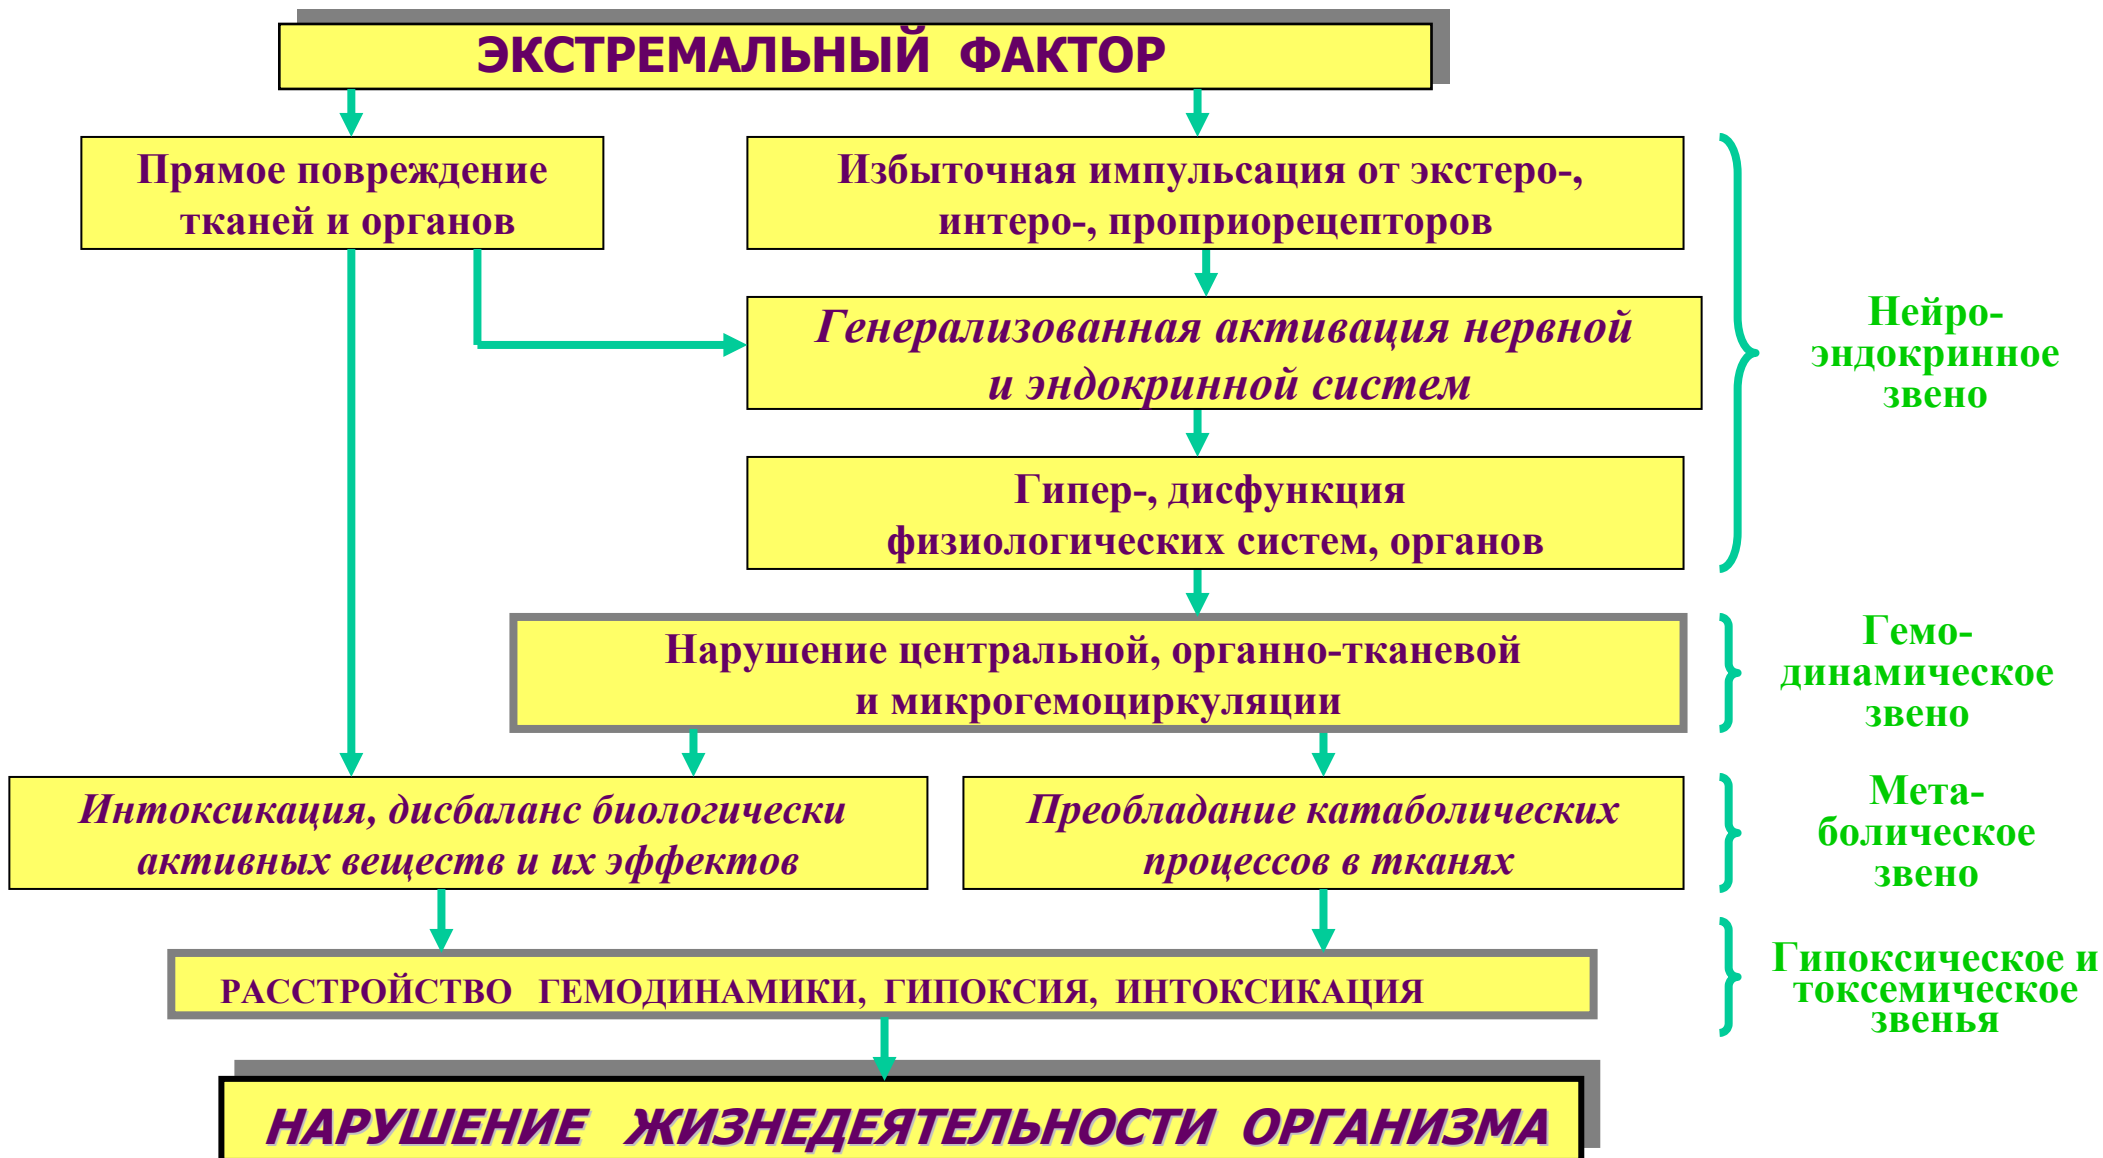 ЭКСТРЕМАЛЬНЫЙ ФАКТОР
Прямое повреждение
тканей и органов
Избыточная импульсация от экстеро-,
интеро-, проприорецепторов
Генерализованная активация нервной
и эндокринной систем
Гипер-, дисфункция
физиологических систем, органов
Нейро-
эндокринное
звено
Нарушение центральной, органно-тканевой
и микрогемоциркуляции
Гемо-
динамическое
звено
Интоксикация, дисбаланс биологически
активных веществ и их эффектов
Преобладание катаболических
процессов в тканях
Мета-
болическое
звено
РАССТРОЙСТВО ГЕМОДИНАМИКИ, ГИПОКСИЯ, ИНТОКСИКАЦИЯ
Гипоксическое и
токсемическое
звенья
НАРУШЕНИЕ ЖИЗНЕДЕЯТЕЛЬНОСТИ ОРГАНИЗМА